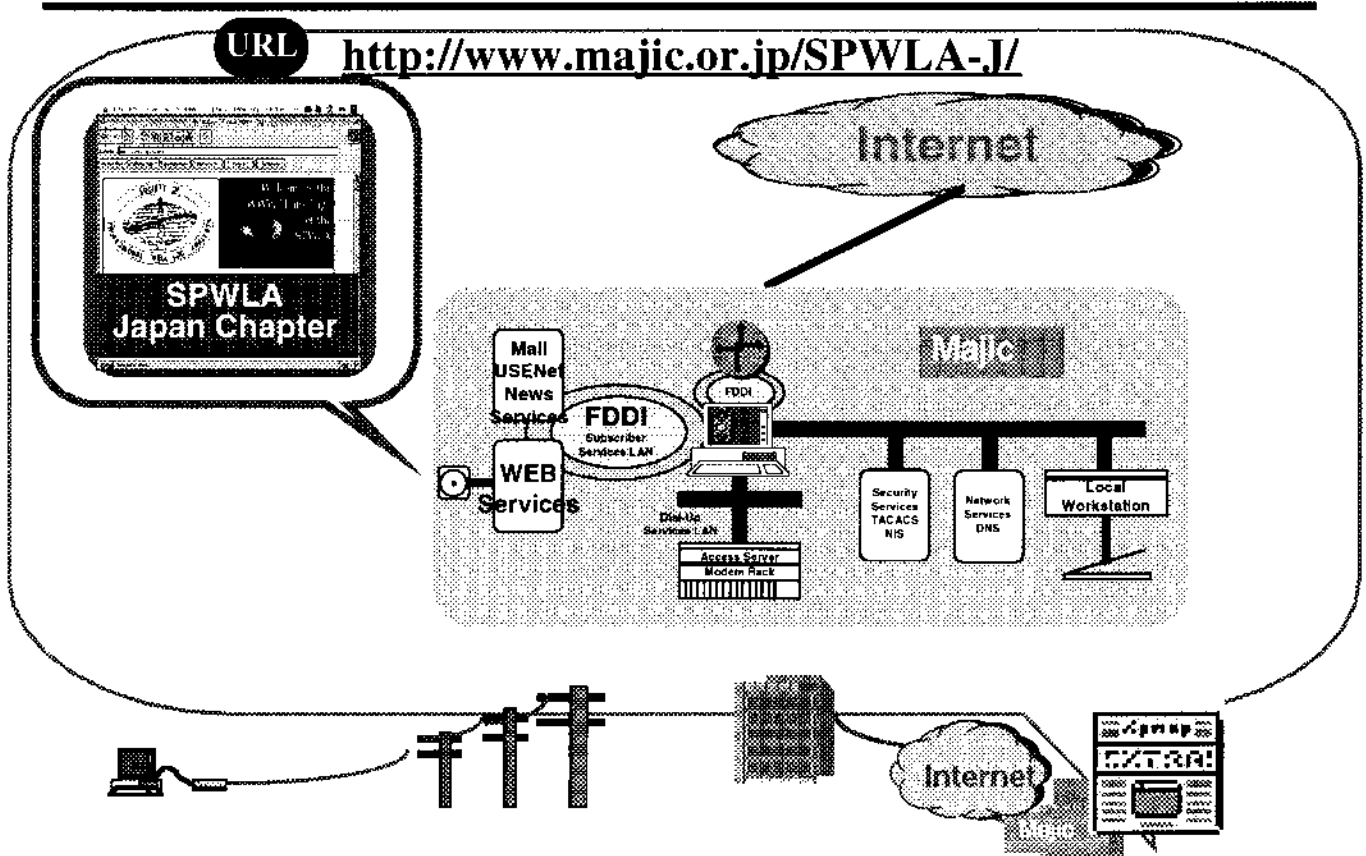 URL
http://www.majic.or.jp/SPWLA-J/
Internet
SPWLA
Japan Chapter
Majic
Mail
USENet
News
Services
FDDI
Subscriber
Services LAN
FDDI
WEB
Services
Dial-Up
Services LAN
Access Server
Modem Rack
Security
Services
TACACS
NIS
Network
Services
DNS
Local
Workstation
Internet
Majic
EXTRA!